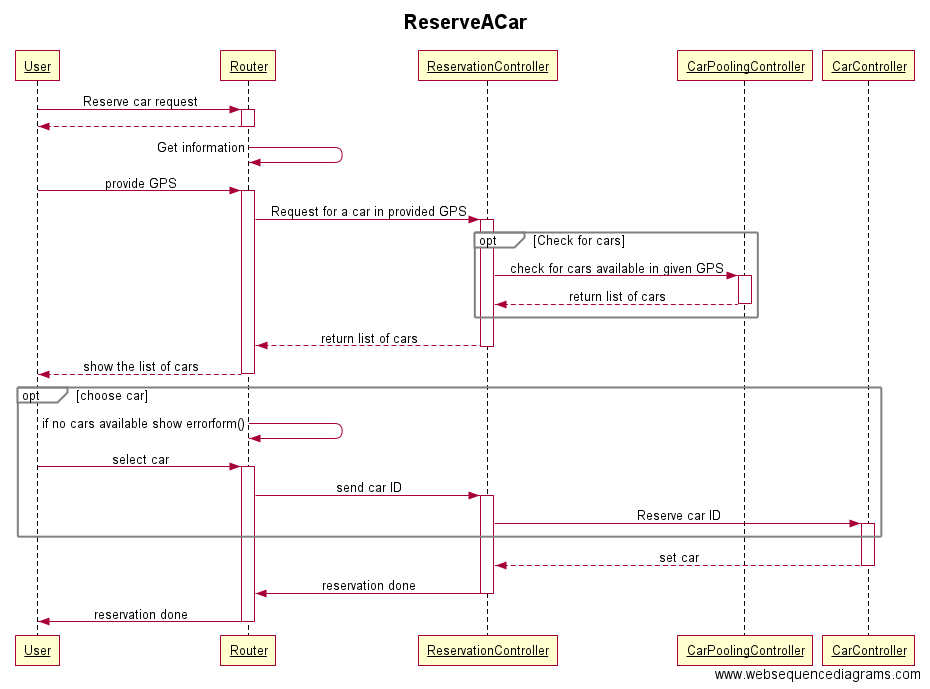 ReserveACar
User Router ReservationController CarPoolingController CarController
Reserve car request
Get information
provide GPS
Request for a car in provided GPS
opt [Check for cars]
check for cars available in given GPS
return list of cars
return list of cars
show the list of cars
opt [choose car]
if no cars available show errorform()
select car
send car ID
Reserve car ID
set car
reservation done
reservation done
User Router ReservationController CarPoolingController CarController
www.websequencediagrams.com